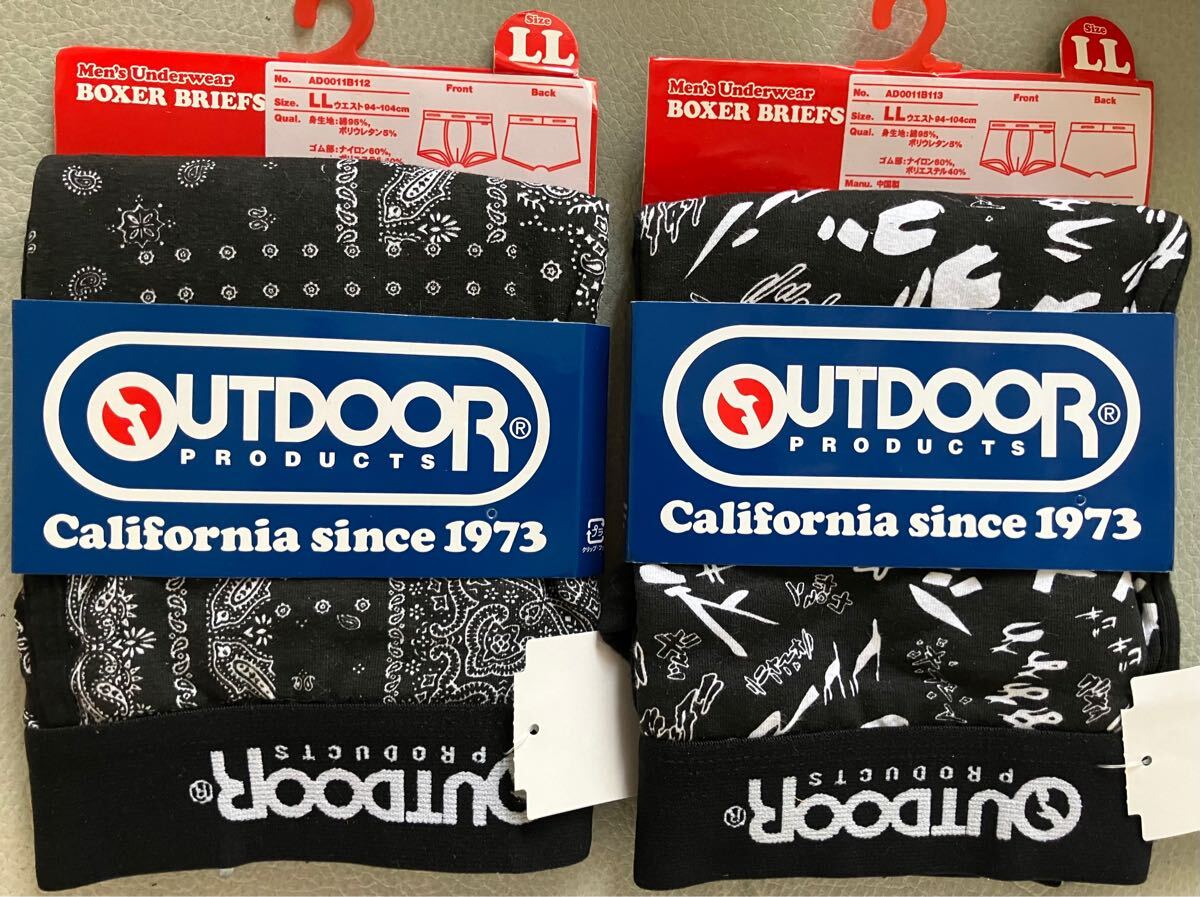 Size
LL
Men's Underwear
BOXER BRIEFS
No. AD0011B112
Size. LL ウエスト94~104cm
Qual. 身生地:綿95%,
ポリウレタン5%
ゴム部:ナイロン60%,
Front
Back
OUTDOOR®
PRODUCTS
California since 1973
プラ
OUTDOOR®
PRODUCTS
Size
LL
Men's Underwear
BOXER BRIEFS
No. AD0011B113
Size. LL ウエスト94~104cm
Qual. 身生地:綿95%,
ポリウレタン5%
ゴム部:ナイロン60%,
ポリエステル40%
Manu. 中国製
Front
Back
OUTDOOR®
PRODUCTS
California since 1973
OUTDOOR®
PRODUCTS